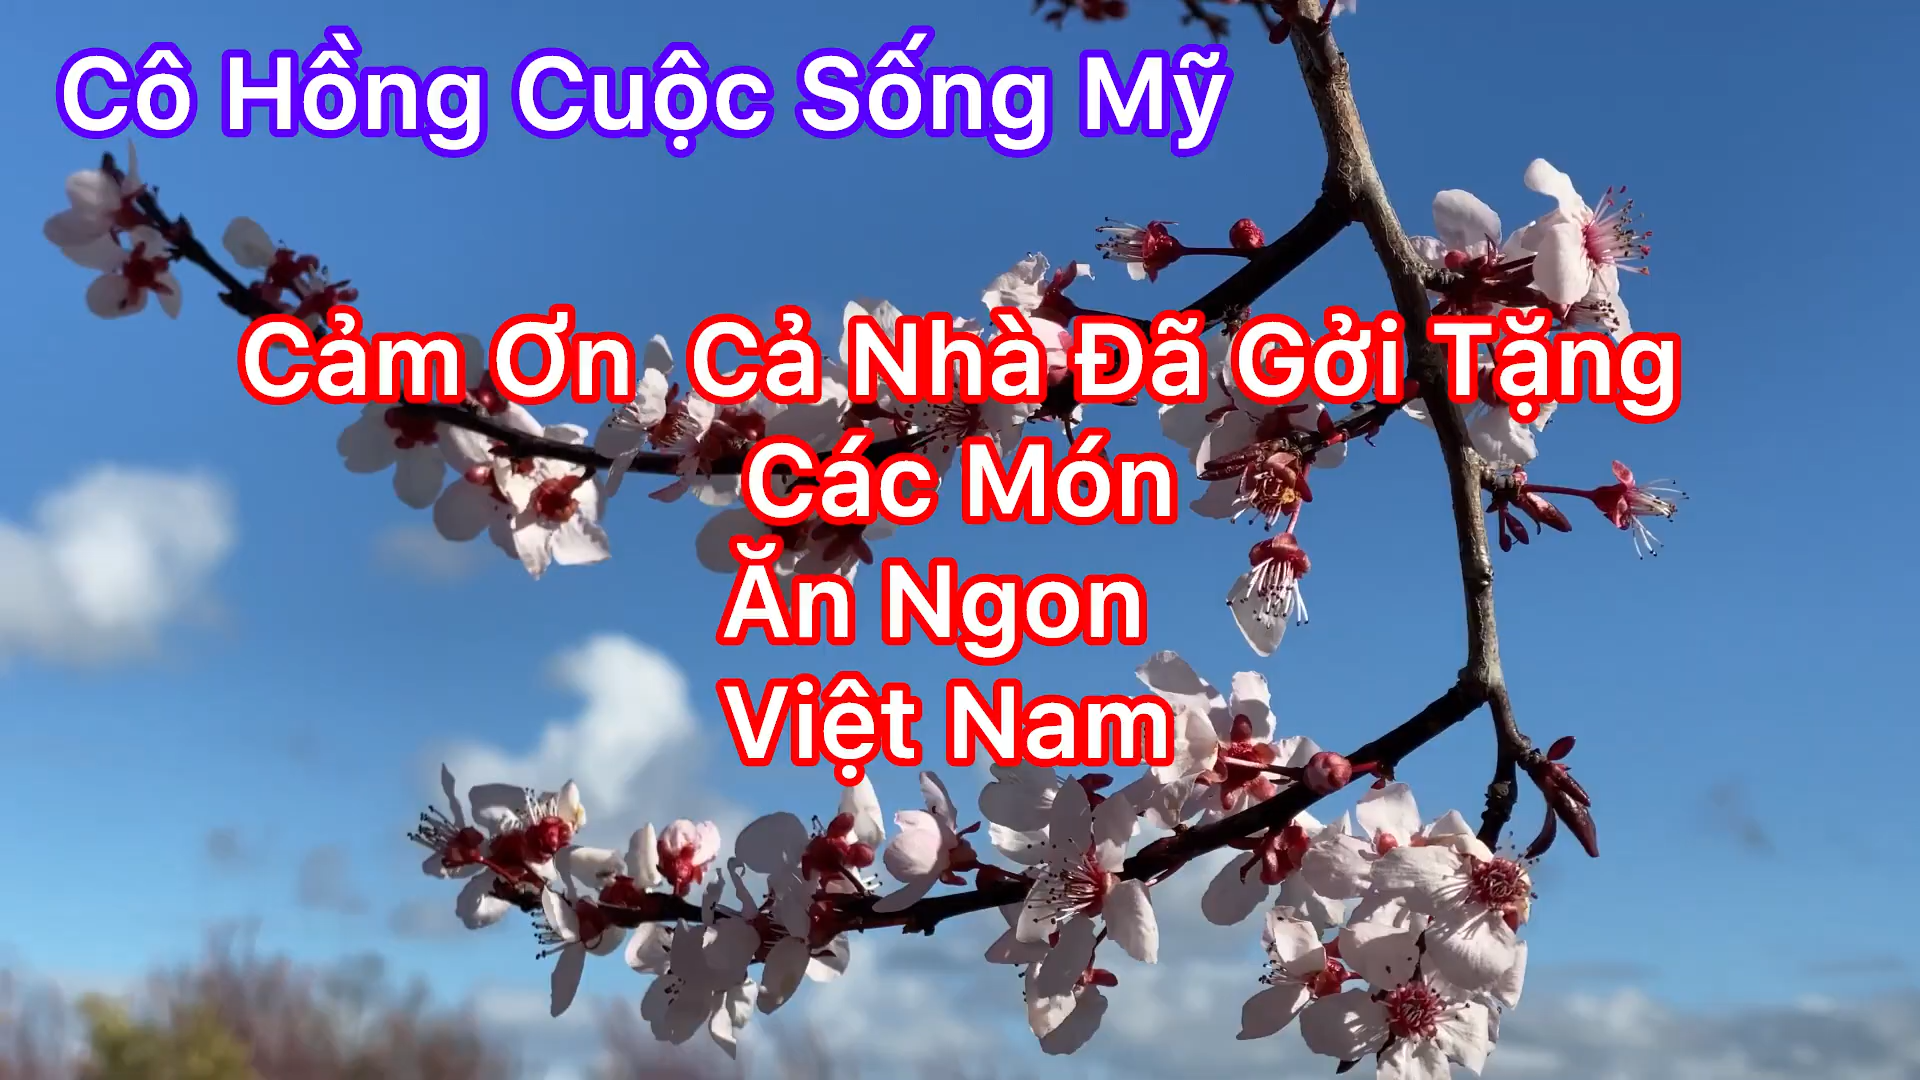 Cô Hồng Cuộc Sống Mỹ
Cảm Ơn Cả Nhà Đã Gởi Tặng
Các Món
Ăn Ngon
Việt Nam